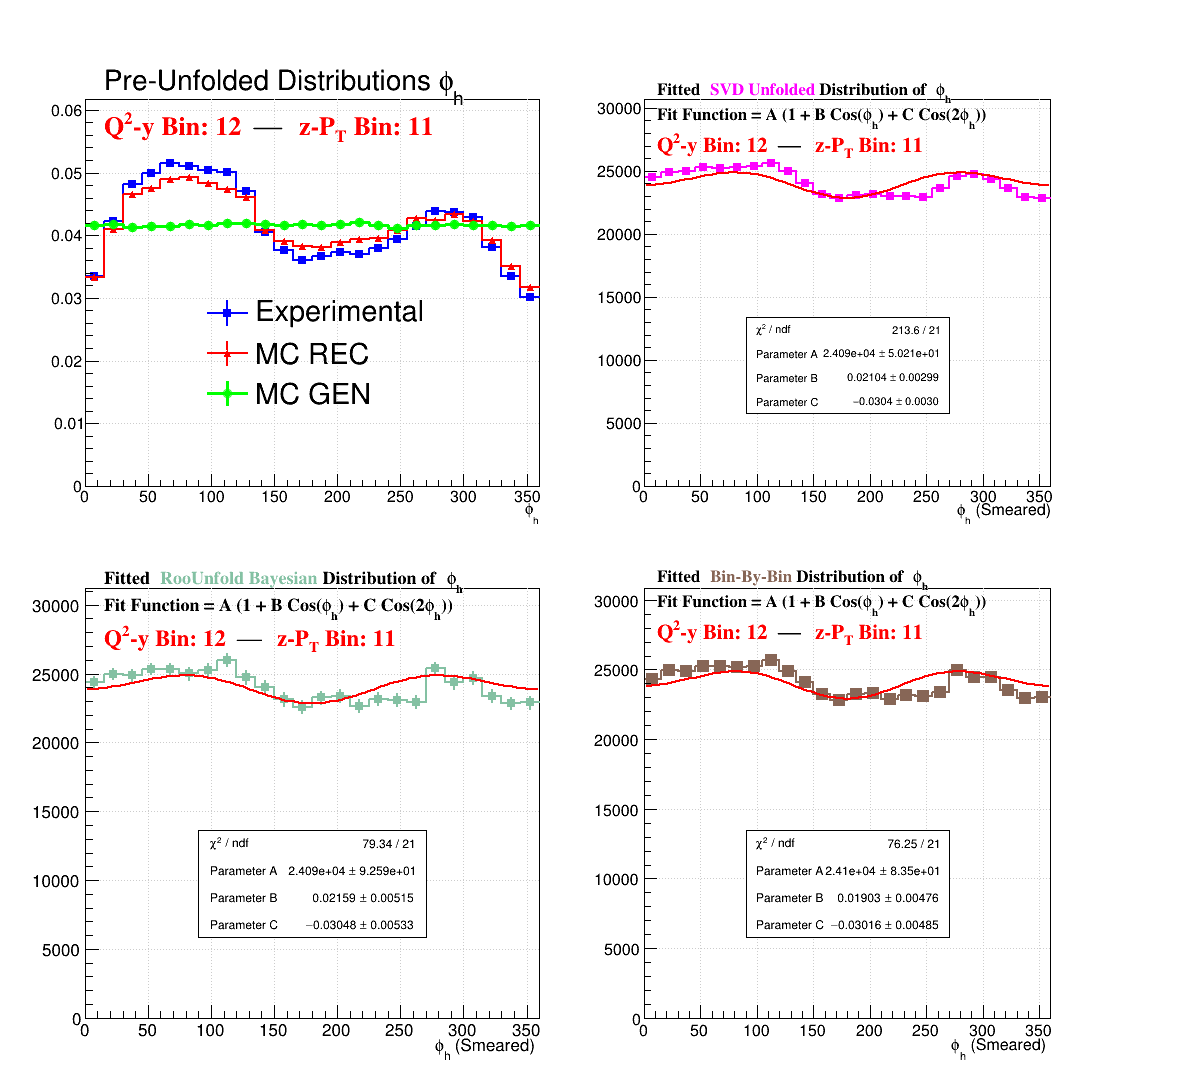 Pre-Unfolded Distributions ϕh
Q2-y Bin: 12 — z-PT Bin: 11
0.06
0.05
0.04
0.03
0.02
0.01
0
Experimental
MC REC
MC GEN
0 50 100 150 200 250 300 350
ϕh
Fitted SVD Unfolded Distribution of ϕh
Fit Function = A (1 + B Cos(ϕh) + C Cos(2ϕh))
Q2-y Bin: 12 — z-PT Bin: 11
30000
25000
20000
15000
10000
5000
0
χ2 / ndf 213.6 / 21
Parameter A 2.409e+04 ± 5.021e+01
Parameter B 0.02104 ± 0.00299
Parameter C −0.0304 ± 0.0030
0 50 100 150 200 250 300 350
ϕh (Smeared)
Fitted RooUnfold Bayesian Distribution of ϕh
Fit Function = A (1 + B Cos(ϕh) + C Cos(2ϕh))
Q2-y Bin: 12 — z-PT Bin: 11
30000
25000
20000
15000
10000
5000
0
χ2 / ndf 79.34 / 21
Parameter A 2.409e+04 ± 9.259e+01
Parameter B 0.02159 ± 0.00515
Parameter C −0.03048 ± 0.00533
0 50 100 150 200 250 300 350
ϕh (Smeared)
Fitted Bin-By-Bin Distribution of ϕh
Fit Function = A (1 + B Cos(ϕh) + C Cos(2ϕh))
Q2-y Bin: 12 — z-PT Bin: 11
30000
25000
20000
15000
10000
5000
0
χ2 / ndf 76.25 / 21
Parameter A 2.41e+04 ± 8.35e+01
Parameter B 0.01903 ± 0.00476
Parameter C −0.03016 ± 0.00485
0 50 100 150 200 250 300 350
ϕh (Smeared)